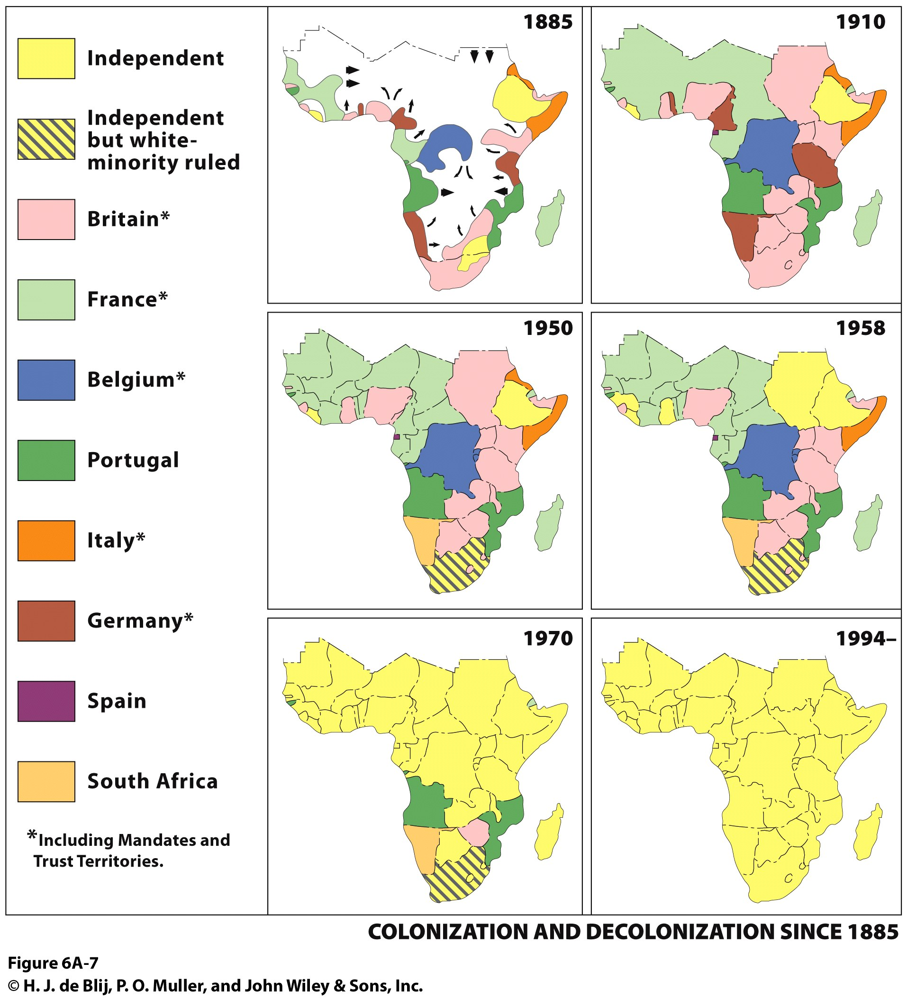 Independent
Independent
but white-
minority ruled
Britain*
France*
Belgium*
Portugal
Italy*
Germany*
Spain
South Africa
*Including Mandates and
Trust Territories.
1885
1910
1950
1958
1970
1994–
COLONIZATION AND DECOLONIZATION SINCE 1885
Figure 6A-7
© H. J. de Blij, P. O. Muller, and John Wiley & Sons, Inc.